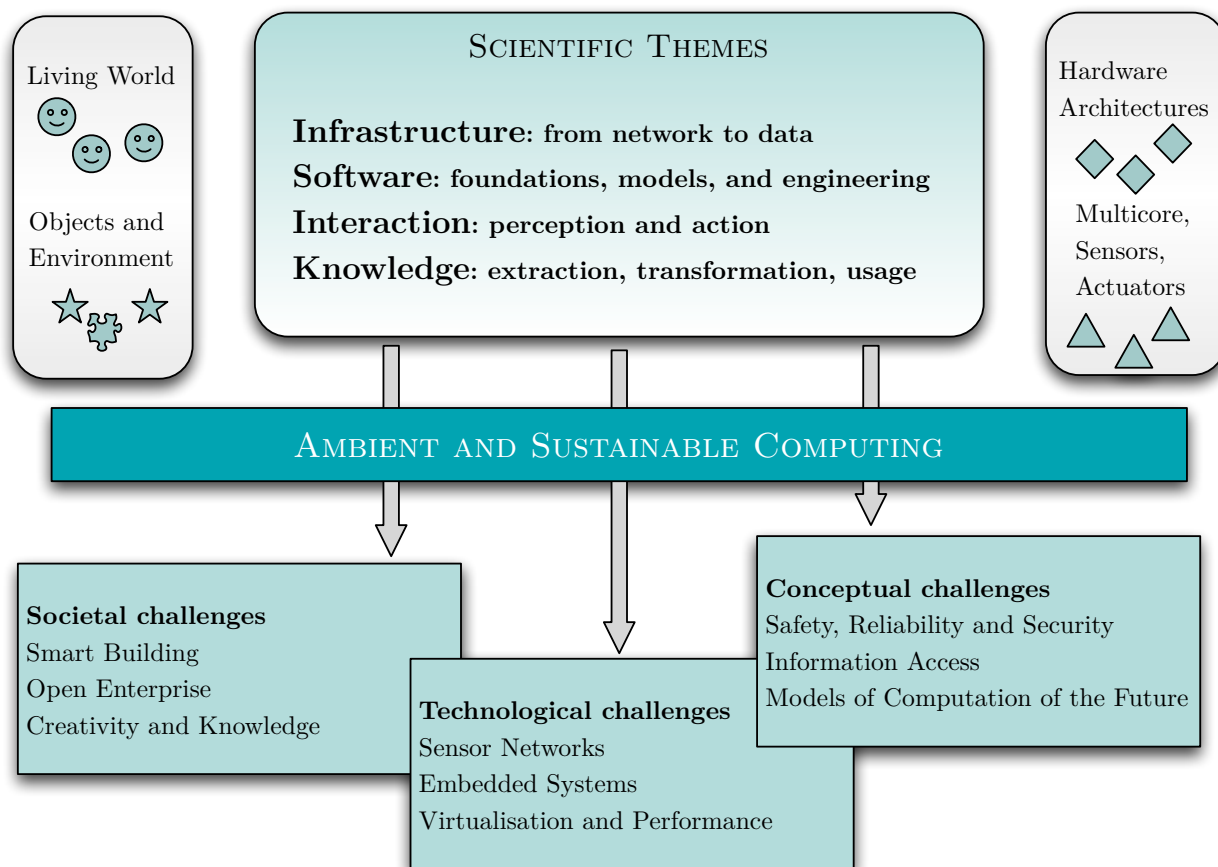 Living World
Objects and
Environment
SCIENTIFIC THEMES
Infrastructure: from network to data
Software: foundations, models, and engineering
Interaction: perception and action
Knowledge: extraction, transformation, usage
Hardware
Architectures
Multicore,
Sensors,
Actuators
AMBIENT AND SUSTAINABLE COMPUTING
Societal challenges
Smart Building
Open Enterprise
Creativity and Knowledge
Technological challenges
Sensor Networks
Embedded Systems
Virtualisation and Performance
Conceptual challenges
Safety, Reliability and Security
Information Access
Models of Computation of the Future